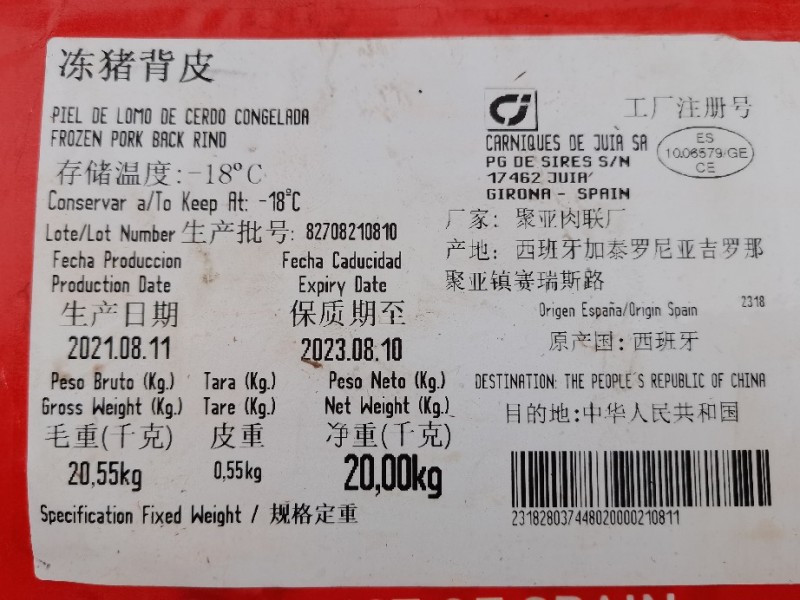 冻猪背皮
PIEL DE LOMO DE CERDO CONGELADA
FROZEN PORK BACK RIND
存储温度:-18°C
Conservar a/To Keep At: -18ºC
Lote/Lot Number 生产批号: 82708210810
Fecha Produccion Fecha Caducidad
Production Date Expiry Date
生产日期 保质期至
2021.08.11 2023.08.10
Peso Bruto (Kg.) Tara (Kg.) Peso Neto (Kg.)
Gross Weight (Kg.) Tare (Kg.) Net Weight (Kg.)
毛重(千克) 皮重 净重(千克)
20,55kg 0,55kg 20,00kg
Specification Fixed Weight / 规格定重
CJ
工厂注册号
CARNIQUES DE JUIA SA
PG DE SIRES S/N
17462 JUIA'
GIRONA - SPAIN
ES
10.06579/GE
CE
厂家: 聚亚肉联厂
产地: 西班牙加泰罗尼亚吉罗那
聚亚镇赛瑞斯路
Origen España/Origin Spain 2318
原产国: 西班牙
DESTINATION: THE PEOPLE'S REPUBLIC OF CHINA
目的地:中华人民共和国
231828037448020000210811
SPAIN